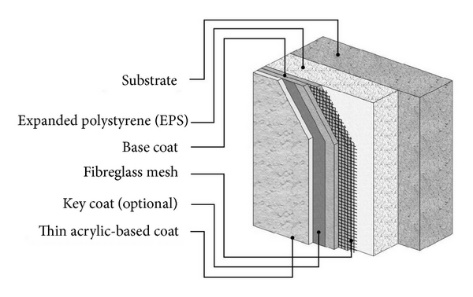 Substrate
Expanded polystyrene (EPS)
Base coat
Fibreglass mesh
Key coat (optional)
Thin acrylic-based coat